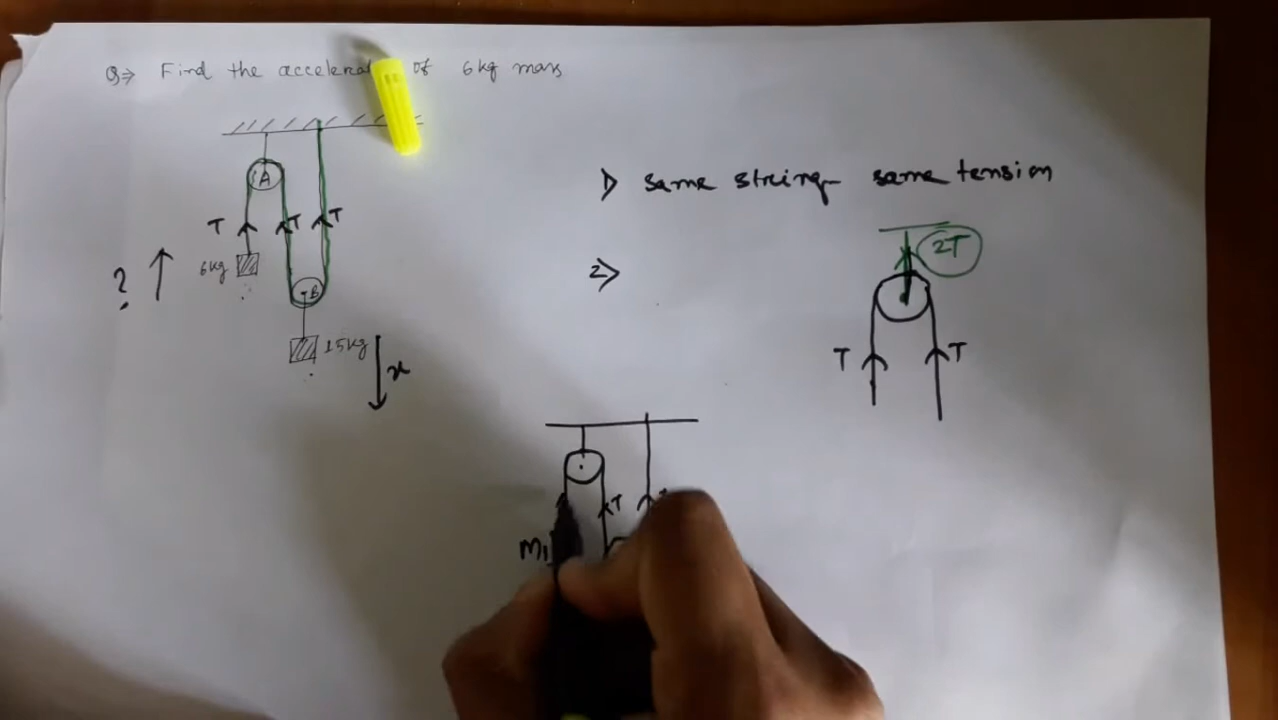 Q⇒ Find the accelera of 6kg mass
A
T T T
6kg
?
B
15kg
x
1> same string same tension
2>
2T
T T
T
M1